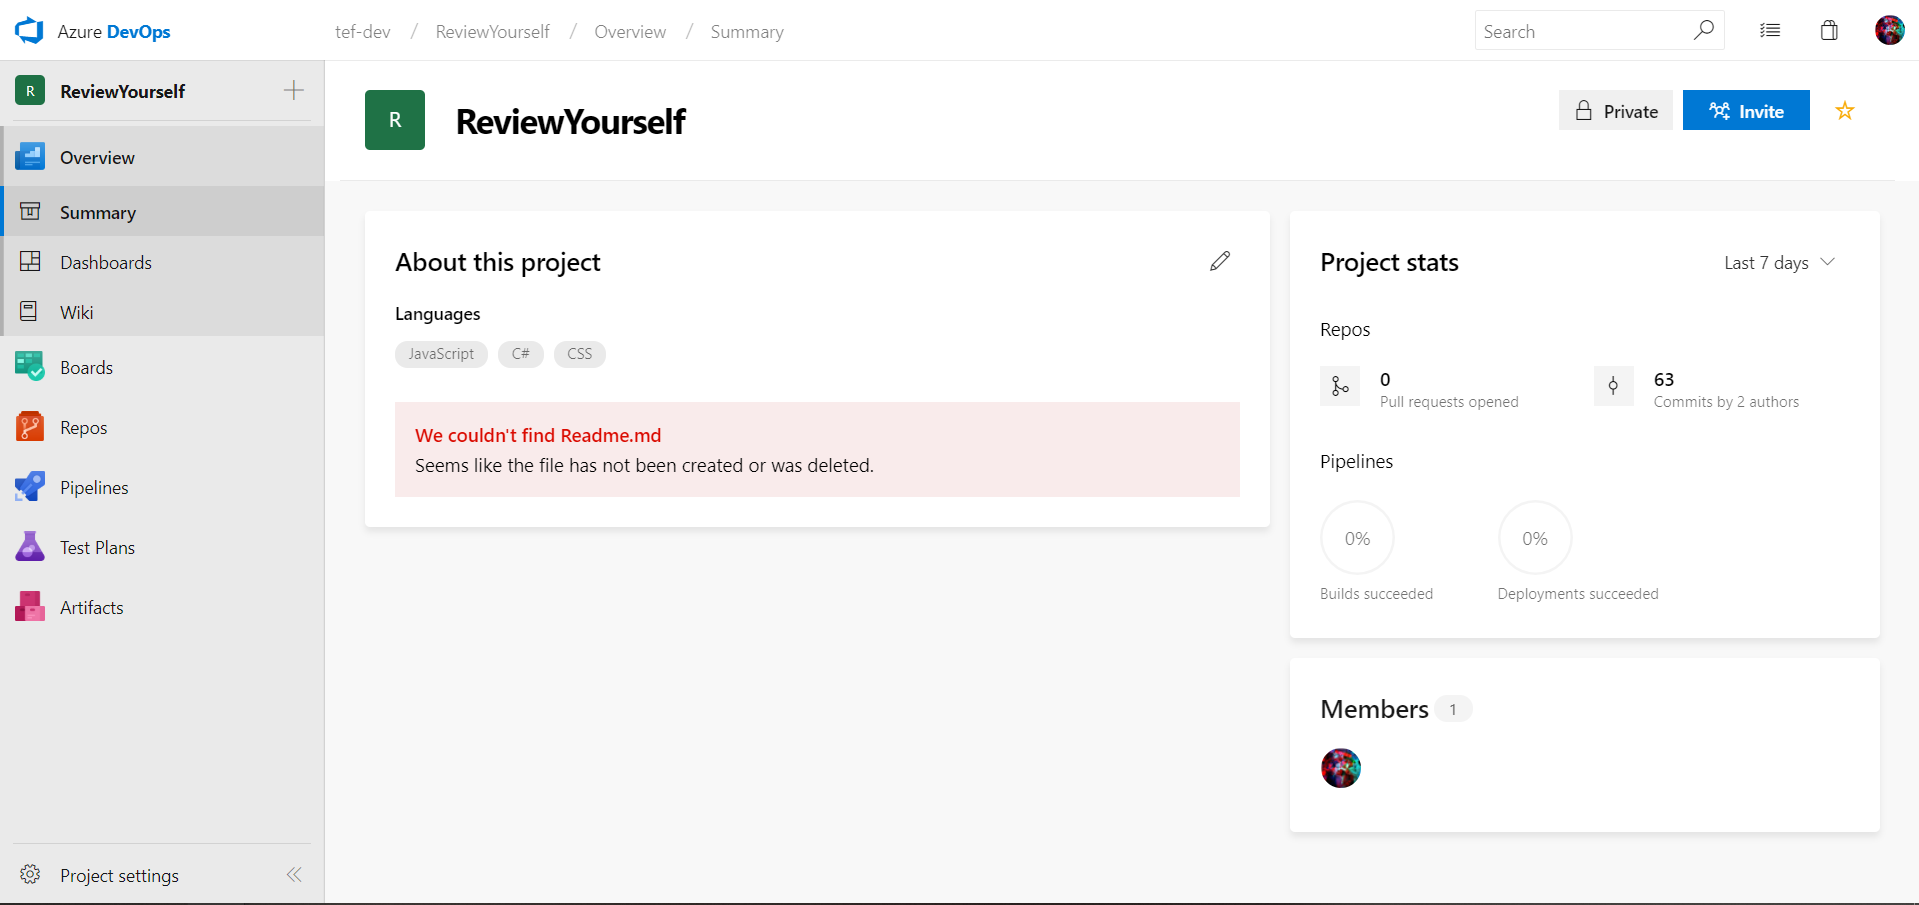 Azure DevOps
tef-dev / ReviewYourself / Overview / Summary
Search
R ReviewYourself
Overview
Summary
Dashboards
Wiki
Boards
Repos
Pipelines
Test Plans
Artifacts
Project settings
R ReviewYourself
Private
Invite
About this project
Languages
JavaScript C# CSS
We couldn't find Readme.md
Seems like the file has not been created or was deleted.
Project stats
Last 7 days
Repos
0
Pull requests opened
63
Commits by 2 authors
Pipelines
0%
Builds succeeded
0%
Deployments succeeded
Members 1